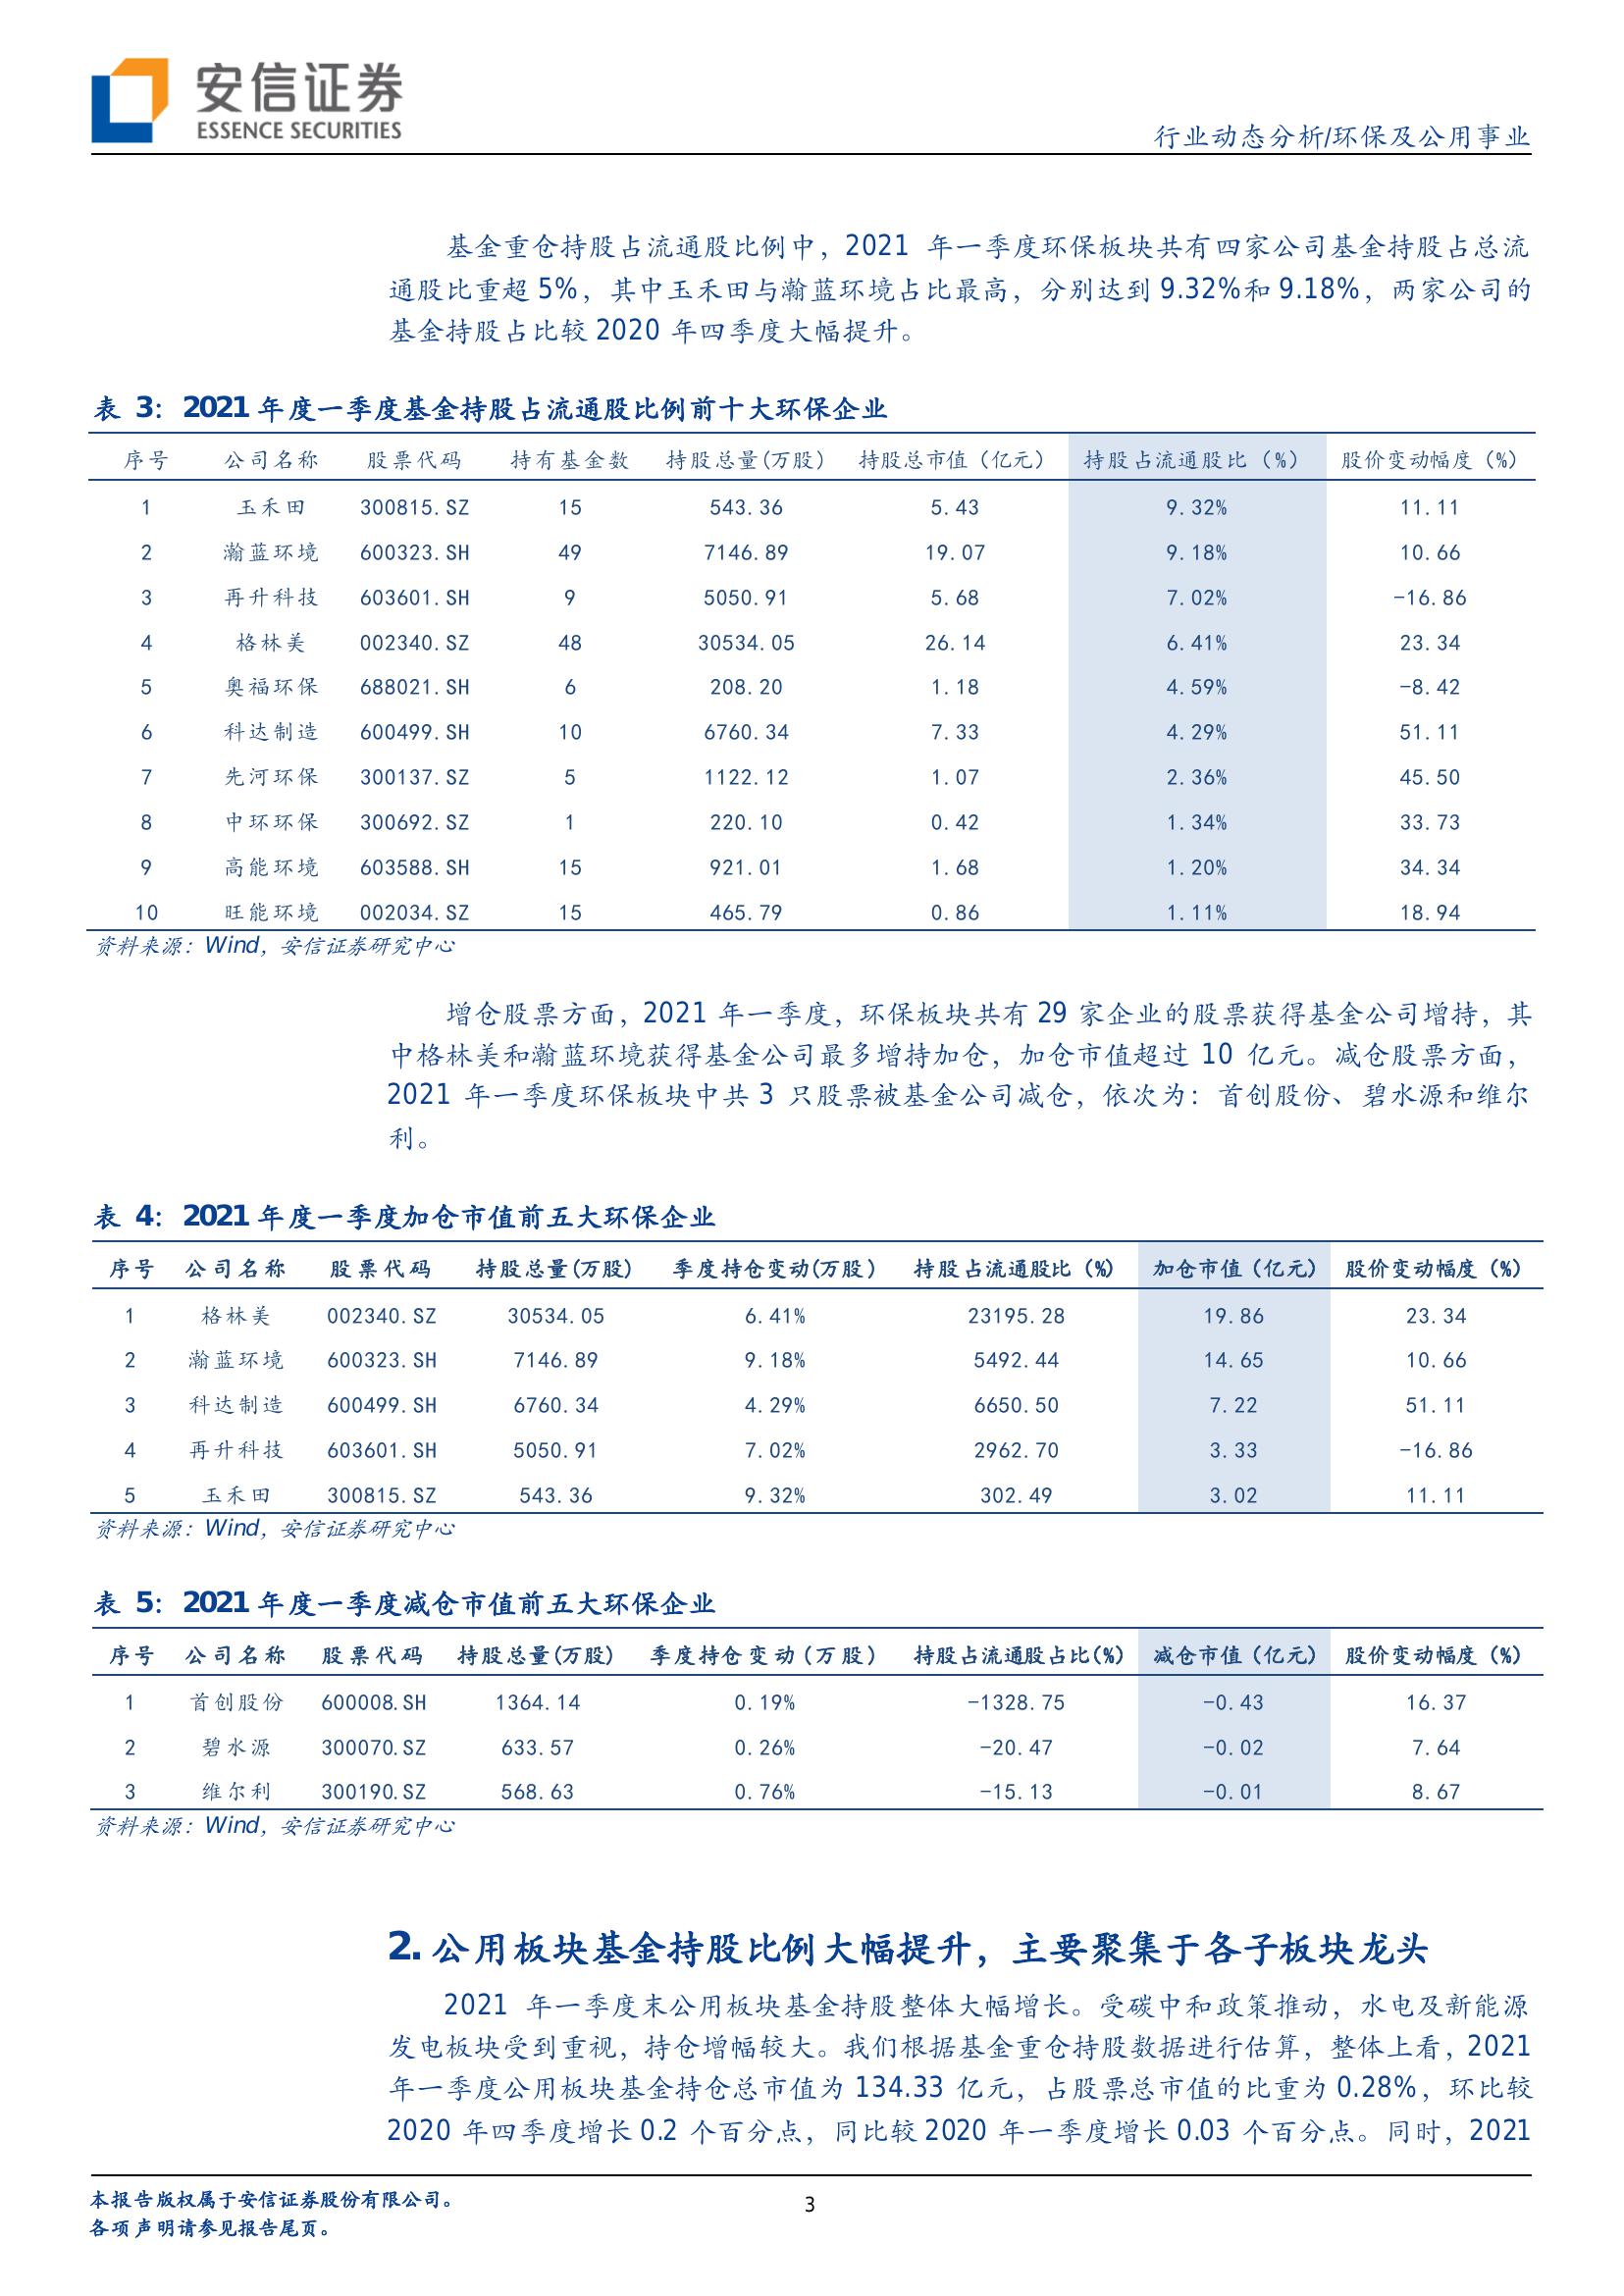 安信证券
ESSENCE SECURITIES
行业动态分析/环保及公用事业
基金重仓持股占流通股比例中，2021 年一季度环保板块共有四家公司基金持股占总流
通股比重超 5%，其中玉禾田与瀚蓝环境占比最高，分别达到 9.32%和 9.18%，两家公司的
基金持股占比较 2020 年四季度大幅提升。
表 3：2021 年度一季度基金持股占流通股比例前十大环保企业
序号 公司名称 股票代码 持有基金数 持股总量(万股) 持股总市值（亿元） 持股占流通股比（%） 股价变动幅度（%）
1 玉禾田 300815.SZ 15 543.36 5.43 9.32% 11.11
2 瀚蓝环境 600323.SH 49 7146.89 19.07 9.18% 10.66
3 再升科技 603601.SH 9 5050.91 5.68 7.02% -16.86
4 格林美 002340.SZ 48 30534.05 26.14 6.41% 23.34
5 奥福环保 688021.SH 6 208.20 1.18 4.59% -8.42
6 科达制造 600499.SH 10 6760.34 7.33 4.29% 51.11
7 先河环保 300137.SZ 5 1122.12 1.07 2.36% 45.50
8 中环环保 300692.SZ 1 220.10 0.42 1.34% 33.73
9 高能环境 603588.SH 15 921.01 1.68 1.20% 34.34
10 旺能环境 002034.SZ 15 465.79 0.86 1.11% 18.94
资料来源：Wind，安信证券研究中心
增仓股票方面，2021 年一季度，环保板块共有 29 家企业的股票获得基金公司增持，其
中格林美和瀚蓝环境获得基金公司最多增持加仓，加仓市值超过 10 亿元。减仓股票方面，
2021 年一季度环保板块中共 3 只股票被基金公司减仓，依次为：首创股份、碧水源和维尔
利。
表 4：2021 年度一季度加仓市值前五大环保企业
序号 公司名称 股票代码 持股总量(万股) 季度持仓变动(万股) 持股占流通股比（%) 加仓市值（亿元) 股价变动幅度（%)
1 格林美 002340.SZ 30534.05 6.41% 23195.28 19.86 23.34
2 瀚蓝环境 600323.SH 7146.89 9.18% 5492.44 14.65 10.66
3 科达制造 600499.SH 6760.34 4.29% 6650.50 7.22 51.11
4 再升科技 603601.SH 5050.91 7.02% 2962.70 3.33 -16.86
5 玉禾田 300815.SZ 543.36 9.32% 302.49 3.02 11.11
资料来源：Wind，安信证券研究中心
表 5：2021 年度一季度减仓市值前五大环保企业
序号 公司名称 股票代码 持股总量(万股) 季度持仓变动(万股) 持股占流通股占比(%) 减仓市值（亿元) 股价变动幅度（%)
1 首创股份 600008.SH 1364.14 0.19% -1328.75 -0.43 16.37
2 碧水源 300070.SZ 633.57 0.26% -20.47 -0.02 7.64
3 维尔利 300190.SZ 568.63 0.76% -15.13 -0.01 8.67
资料来源：Wind，安信证券研究中心
2. 公用板块基金持股比例大幅提升，主要聚集于各子板块龙头
2021 年一季度末公用板块基金持股整体大幅增长。受碳中和政策推动，水电及新能源
发电板块受到重视，持仓增幅较大。我们根据基金重仓持股数据进行估算，整体上看，2021
年一季度公用板块基金持仓总市值为 134.33 亿元，占股票总市值的比重为 0.28%，环比较
2020 年四季度增长 0.2 个百分点，同比较 2020 年一季度增长 0.03 个百分点。同时，2021
本报告版权属于安信证券股份有限公司。
各项声明请参见报告尾页。
3